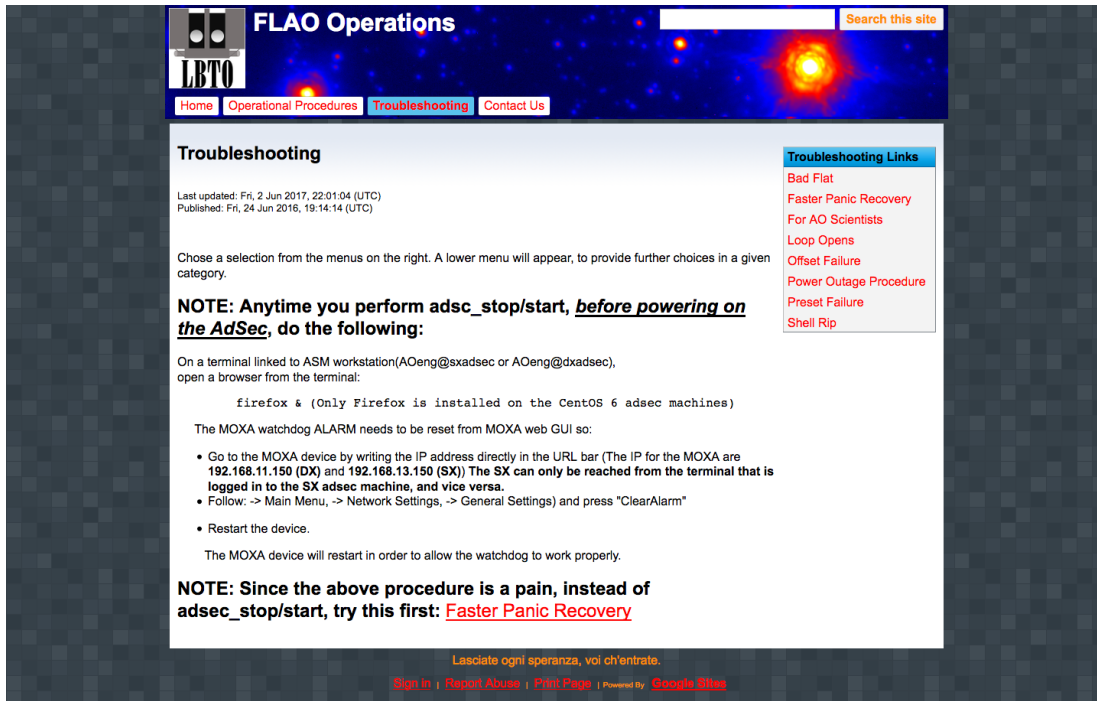 FLAO Operations
Search this site
LBTO
Home Operational Procedures Troubleshooting Contact Us
Troubleshooting
Last updated: Fri, 2 Jun 2017, 22:01:04 (UTC)
Published: Fri, 24 Jun 2016, 19:14:14 (UTC)
Chose a selection from the menus on the right. A lower menu will appear, to provide further choices in a given
category.
NOTE: Anytime you perform adsc_stop/start, before powering on
the AdSec, do the following:
On a terminal linked to ASM workstation(AOeng@sxadsec or AOeng@dxadsec),
open a browser from the terminal:
firefox & (Only Firefox is installed on the CentOS 6 adsec machines)
The MOXA watchdog ALARM needs to be reset from MOXA web GUI so:
• Go to the MOXA device by writing the IP address directly in the URL bar (The IP for the MOXA are
192.168.11.150 (DX) and 192.168.13.150 (SX)) The SX can only be reached from the terminal that is
logged in to the SX adsec machine, and vice versa.
• Follow: -> Main Menu, -> Network Settings, -> General Settings) and press "ClearAlarm"
• Restart the device.
The MOXA device will restart in order to allow the watchdog to work properly.
NOTE: Since the above procedure is a pain, instead of
adsec_stop/start, try this first: Faster Panic Recovery
Troubleshooting Links
Bad Flat
Faster Panic Recovery
For AO Scientists
Loop Opens
Offset Failure
Power Outage Procedure
Preset Failure
Shell Rip
Lasciate ogni speranza, voi ch'entrate.
Sign in | Report Abuse | Print Page | Powered By Google Sites